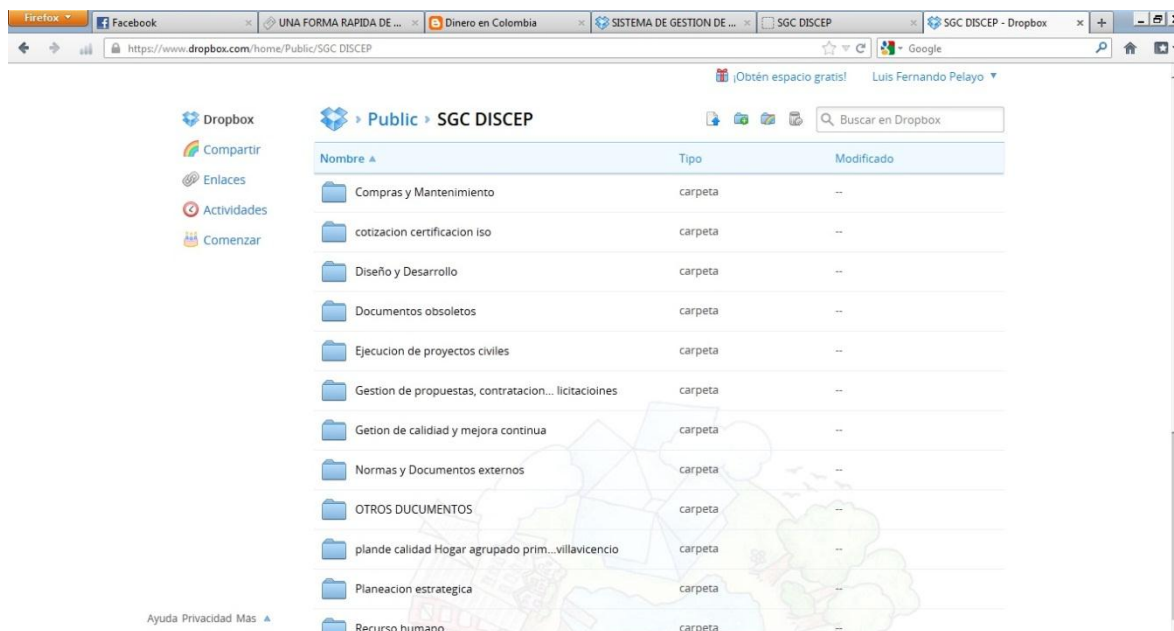 Firefox
Facebook
UNA FORMA RAPIDA DE ...
Dinero en Colombia
SISTEMA DE GESTION DE ...
SGC DISCEP
SGC DISCEP - Dropbox
https://www.dropbox.com/home/Public/SGC DISCEP
Google
¡Obtén espacio gratis! Luis Fernando Pelayo
Dropbox
Compartir
Enlaces
Actividades
Comenzar
Public SGC DISCEP
Buscar en Dropbox
Nombre Tipo Modificado
Compras y Mantenimiento carpeta --
cotizacion certificacion iso carpeta --
Diseño y Desarrollo carpeta --
Documentos obsoletos carpeta --
Ejecucion de proyectos civiles carpeta --
Gestion de propuestas, contratacion... licitacioines carpeta --
Getion de calidiad y mejora continua carpeta --
Normas y Documentos externos carpeta --
OTROS DUCUMENTOS carpeta --
plande calidad Hogar agrupado prim...villavicencio carpeta --
Planeacion estrategica carpeta --
Recurso humano carpeta --
Ayuda Privacidad Más